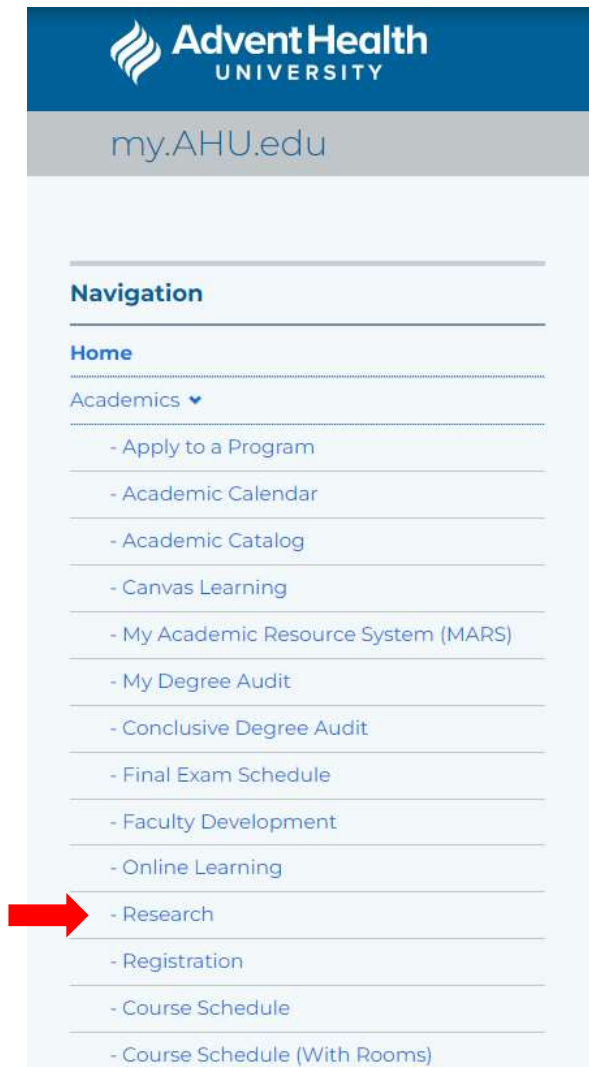 AdventHealth
UNIVERSITY
my.AHU.edu
Navigation
Home
Academics
- Apply to a Program
- Academic Calendar
- Academic Catalog
- Canvas Learning
- My Academic Resource System (MARS)
- My Degree Audit
- Conclusive Degree Audit
- Final Exam Schedule
- Faculty Development
- Online Learning
- Research
- Registration
- Course Schedule
- Course Schedule (With Rooms)